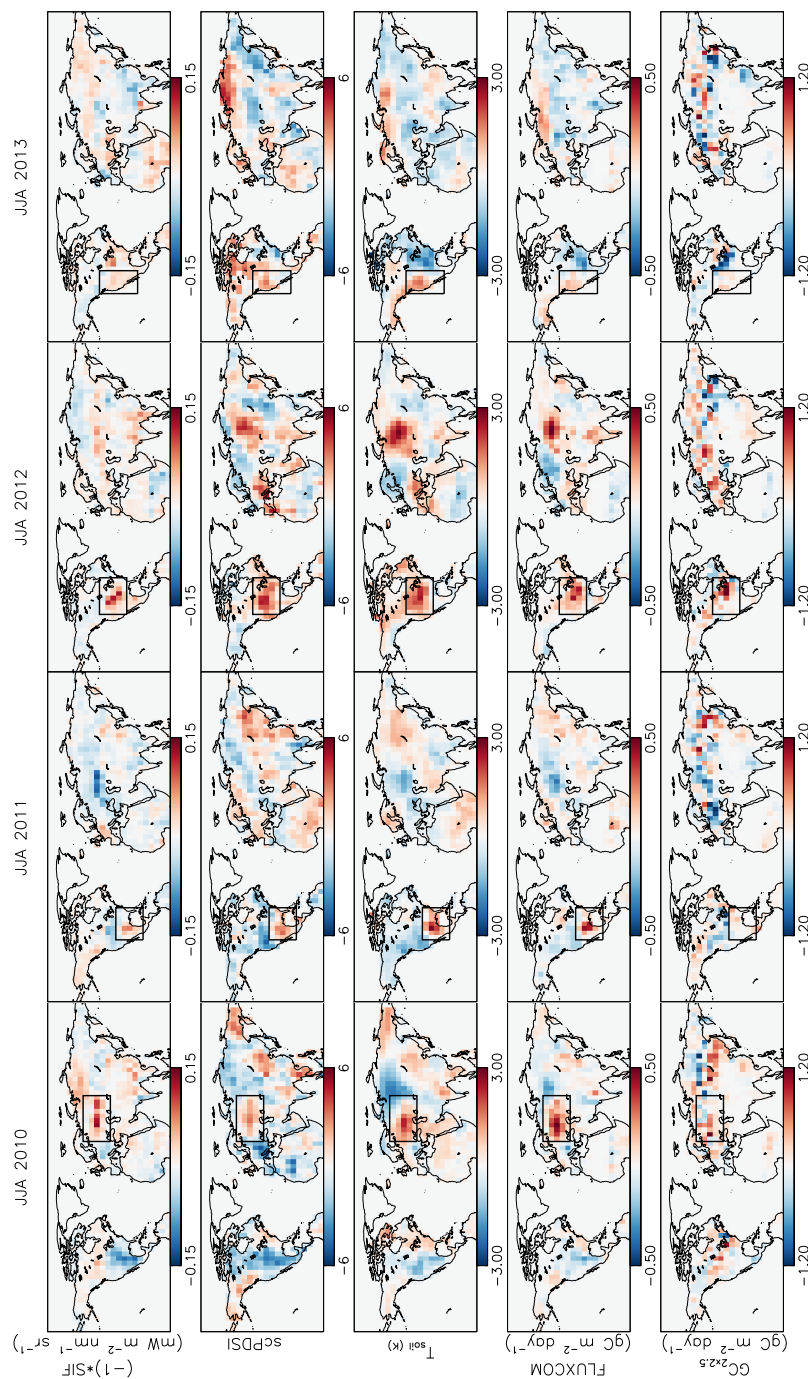 JJA 2010
JJA 2011
JJA 2012
JJA 2013
(−1)*SIF
(mW m⁻² nm⁻¹ sr⁻¹)
−0.15 0.15
−0.15 0.15
−0.15 0.15
−0.15 0.15
scPDSI
−6 6
−6 6
−6 6
−6 6
Tsoil (K)
−3.00 3.00
−3.00 3.00
−3.00 3.00
−3.00 3.00
FLUXCOM
(gC m⁻² day⁻¹)
−0.50 0.50
−0.50 0.50
−0.50 0.50
−0.50 0.50
GC2x2.5
(gC m⁻² day⁻¹)
−1.20 1.20
−1.20 1.20
−1.20 1.20
−1.20 1.20